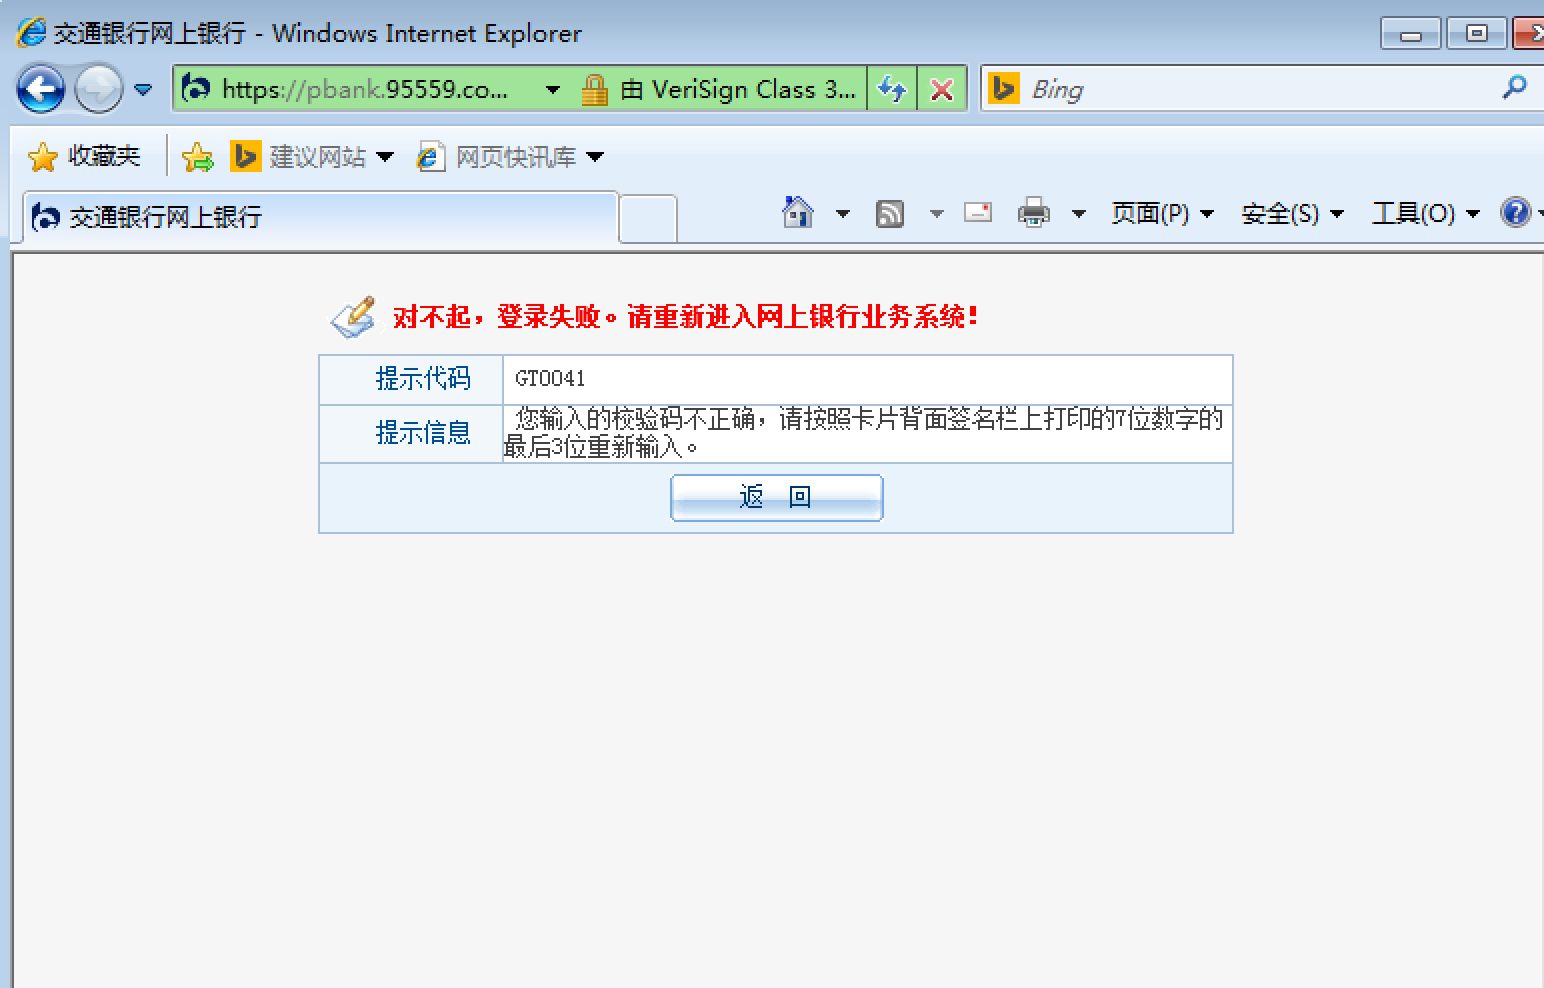 交通银行网上银行 - Windows Internet Explorer
https://pbank.95559.co... 由 VeriSign Class 3... Bing
收藏夹 建议网站 网页快讯库
交通银行网上银行 页面(P) 安全(S) 工具(O)
对不起，登录失败。请重新进入网上银行业务系统！
提示代码 GT0041
提示信息 您输入的校验码不正确，请按照卡片背面签名栏上打印的7位数字的
最后3位重新输入。
返 回